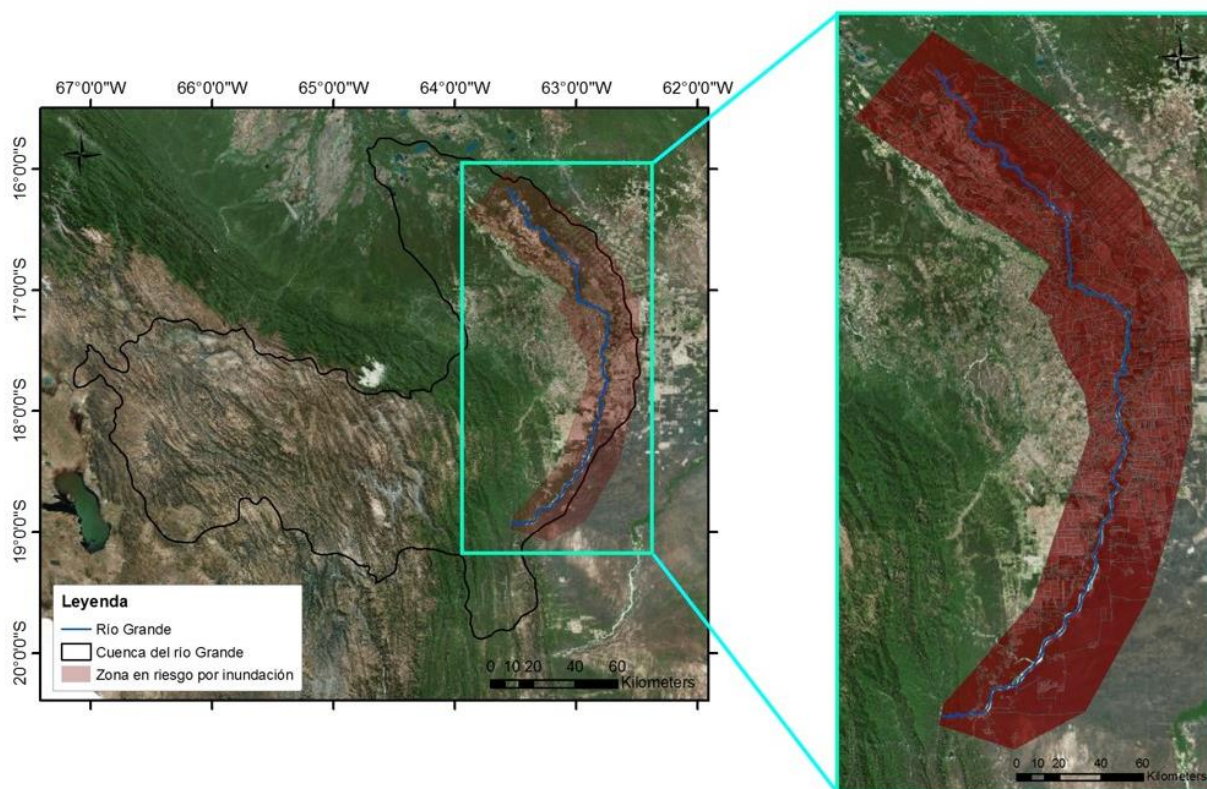 67°0'0"W 66°0'0"W 65°0'0"W 64°0'0"W 63°0'0"W 62°0'0"W
16°0'0"S
17°0'0"S
18°0'0"S
19°0'0"S
20°0'0"S
Leyenda
Río Grande
Cuenca del río Grande
Zona en riesgo por inundación
0 10 20 40 60
Kilometers
0 10 20 40 60
Kilometers